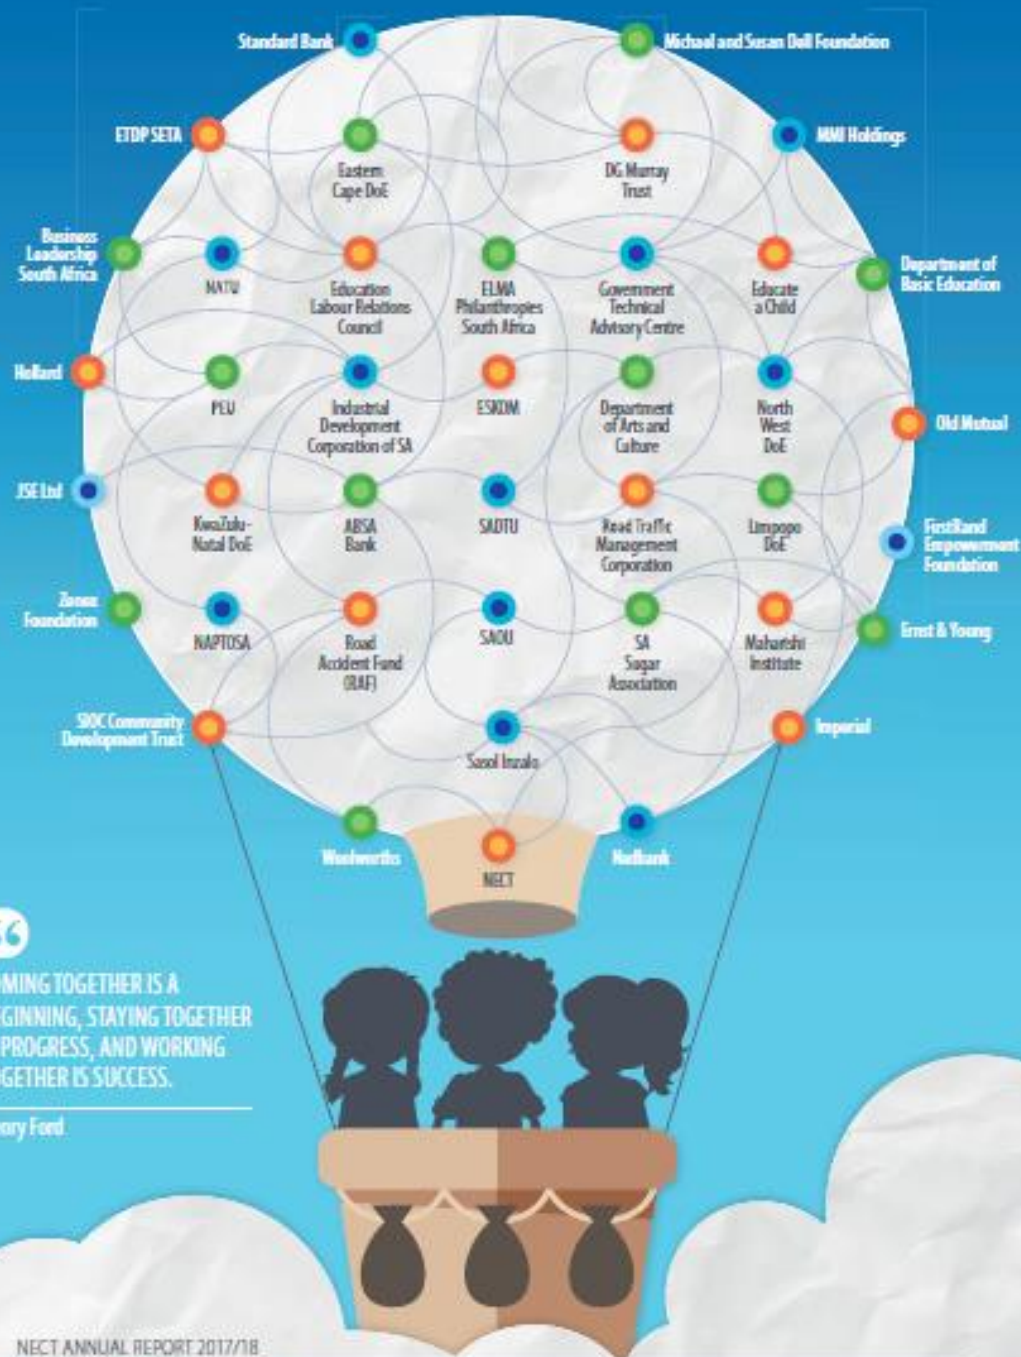 Standard Bank
Michael and Susan Dell Foundation
ETDP SETA
Eastern
Cape DoE
DG Murray
Trust
MMI Holdings
Business
Leadership
South Africa
NATU
Education
Labour Relations
Council
ELMA
Philanthropies
South Africa
Government
Technical
Advisory Centre
Educate
a Child
Department of
Basic Education
Hollard
PEU
Industrial
Development
Corporation of SA
ESKOM
Department
of Arts and
Culture
North
West
DoE
Old Mutual
JSE Ltd
KwaZulu-
Natal DoE
ABSA
Bank
SADTU
Road Traffic
Management
Corporation
Limpopo
DoE
FirstRand
Empowerment
Foundation
Zenex
Foundation
NAPTOSA
Road
Accident Fund
(RAF)
SAOU
SA
Sugar
Association
Maharishi
Institute
Ernst & Young
SIOC Community
Development Trust
Sasol Inzalo
Imperial
Woolworths
NECT
Nedbank
“
OMING TOGETHER IS A
GINNING, STAYING TOGETHER
PROGRESS, AND WORKING
GETHER IS SUCCESS.
nry Ford
NECT ANNUAL REPORT 2017/18